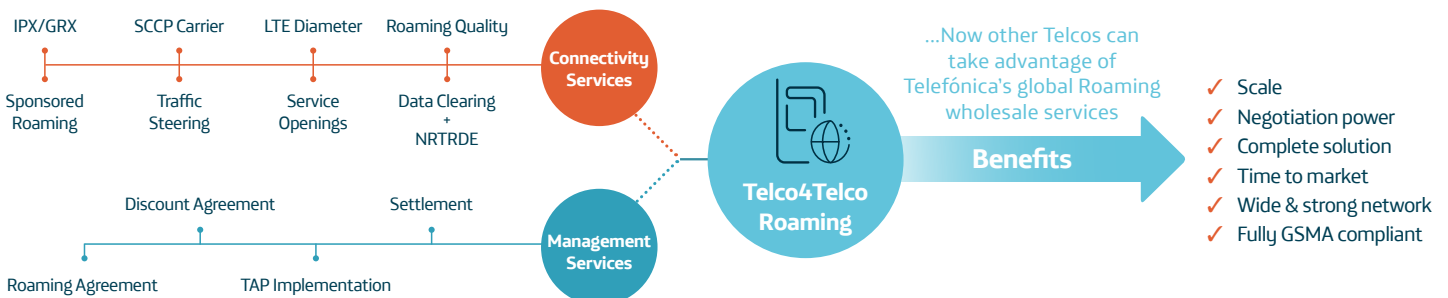 IPX/GRX
SCCP Carrier
LTE Diameter
Roaming Quality
Sponsored
Roaming
Traffic
Steering
Service
Openings
Data Clearing
+
NRTRDE
Connectivity
Services
Discount Agreement
Settlement
Roaming Agreement
TAP Implementation
Management
Services
Telco4Telco
Roaming
...Now other Telcos can
take advantage of
Telefónica's global Roaming
wholesale services
Benefits
✓ Scale
✓ Negotiation power
✓ Complete solution
✓ Time to market
✓ Wide & strong network
✓ Fully GSMA compliant